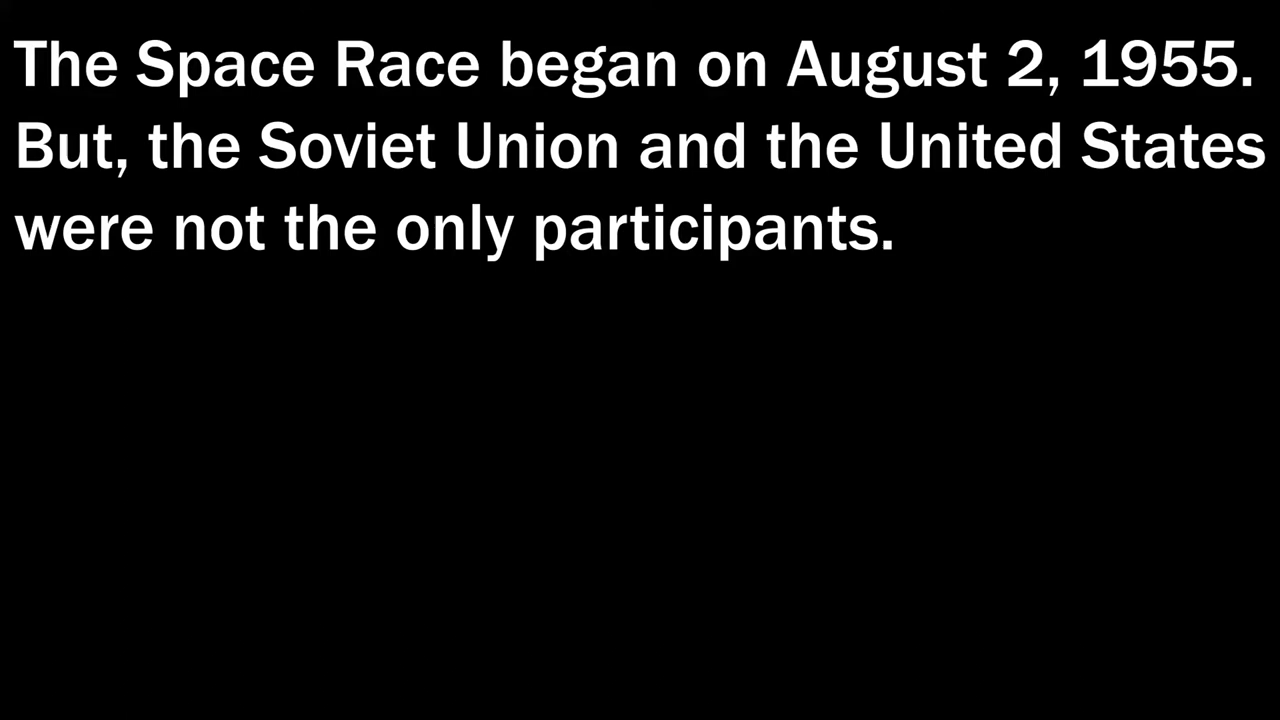 The Space Race began on August 2, 1955.
But, the Soviet Union and the United States
were not the only participants.